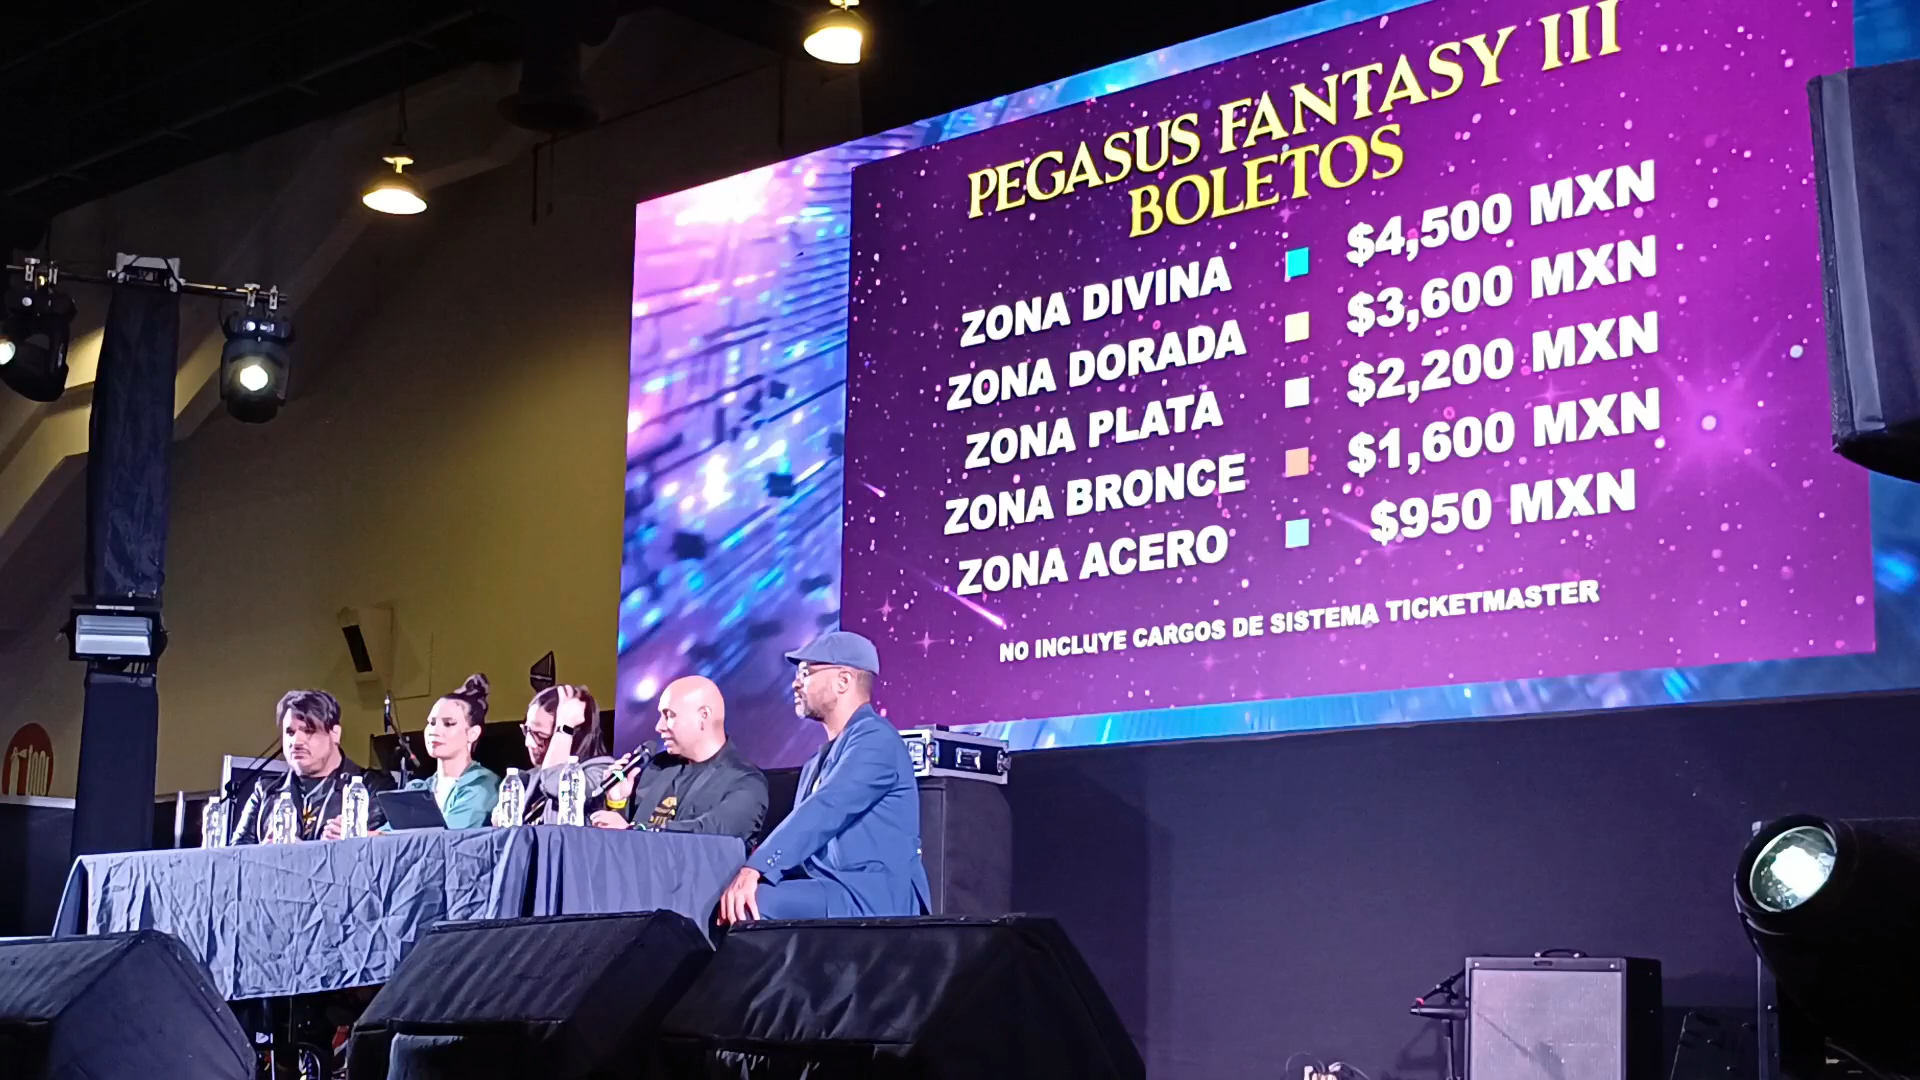 PEGASUS FANTASY III
BOLETOS
ZONA DIVINA $4,500 MXN
ZONA DORADA $3,600 MXN
ZONA PLATA $2,200 MXN
ZONA BRONCE $1,600 MXN
ZONA ACERO $950 MXN
NO INCLUYE CARGOS DE SISTEMA TICKETMASTER